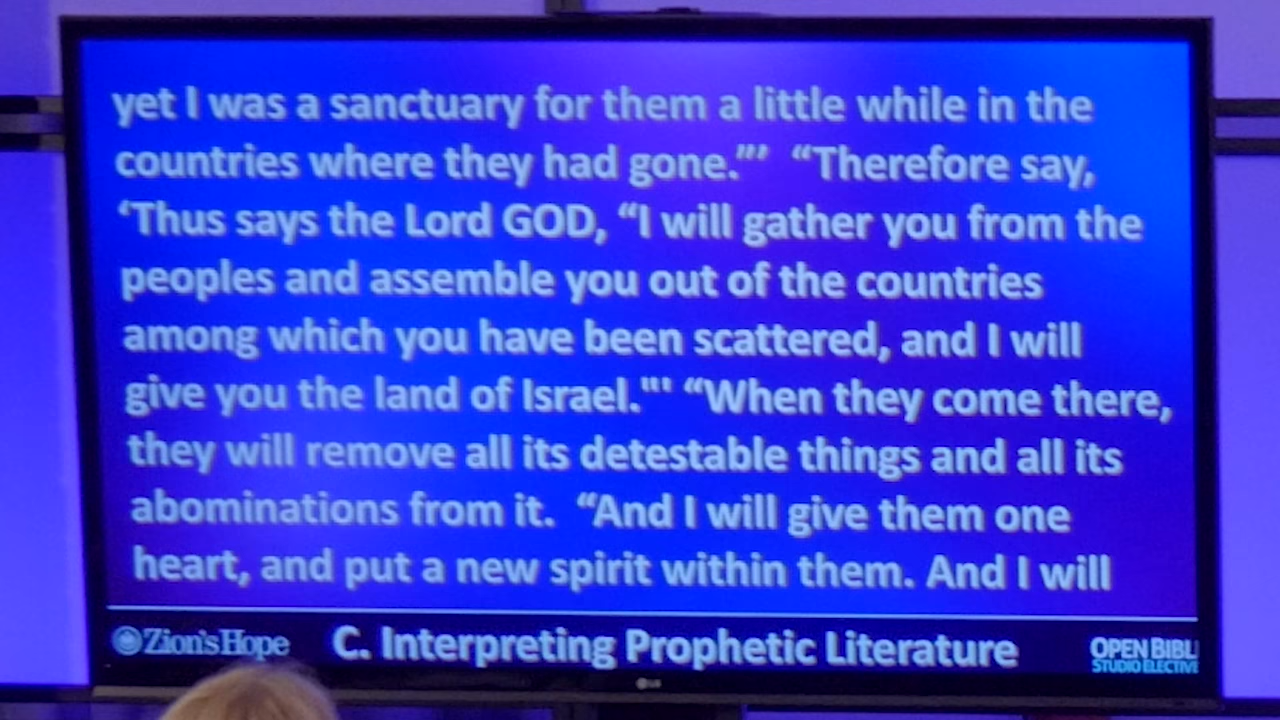 yet I was a sanctuary for them a little while in the
countries where they had gone.”’ “Therefore say,
‘Thus says the Lord GOD, “I will gather you from the
peoples and assemble you out of the countries
among which you have been scattered, and I will
give you the land of Israel."' “When they come there,
they will remove all its detestable things and all its
abominations from it. “And I will give them one
heart, and put a new spirit within them. And I will
Zion's Hope
C. Interpreting Prophetic Literature
OPEN BIBL
STUDIO ELECTIVE
LG